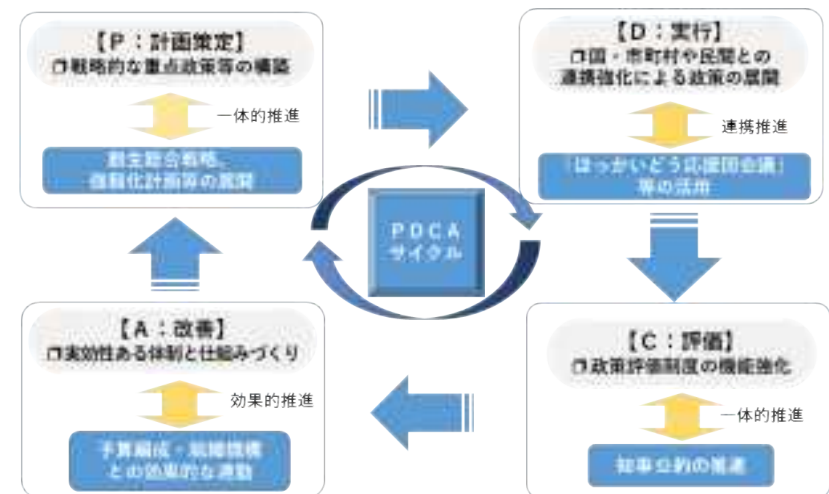 【P：計画策定】
❒戦略的な重点政策等の構築
一体的推進
創生総合戦略、
強靱化計画等の展開
【D：実行】
❒国・市町村や民間との
連携強化による政策の展開
連携推進
「ほっかいどう応援団会議」
等の活用
PDCA
サイクル
【A：改善】
❒実効性ある体制と仕組みづくり
効果的推進
予算編成・組織機構
との効果的な連動
【C：評価】
❒政策評価制度の機能強化
一体的推進
知事公約の推進